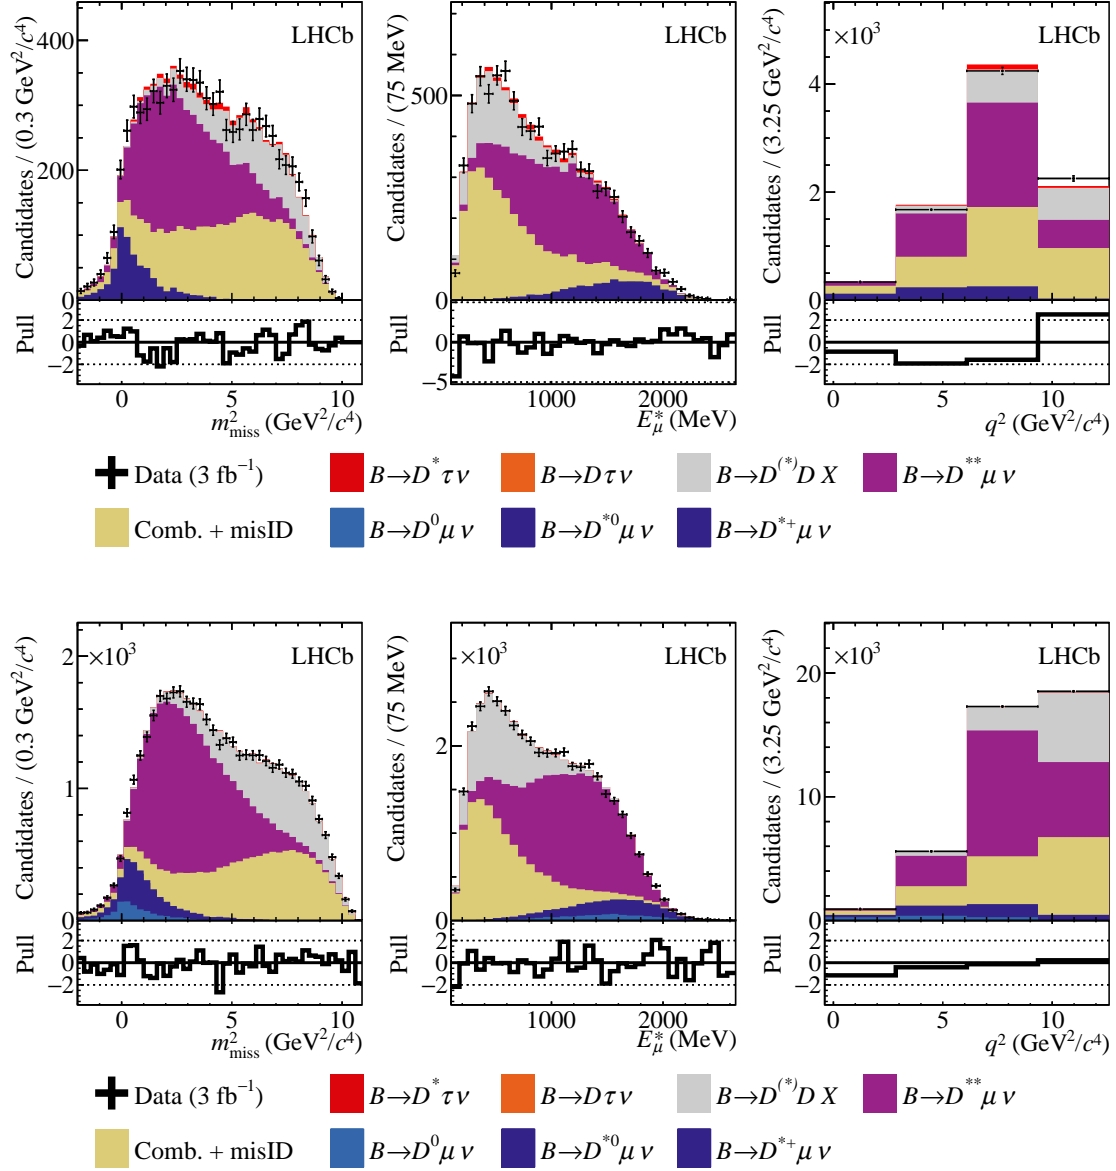 400
200
0
Candidates / (0.3 GeV²/c⁴)
LHCb
2
0
−2
Pull
0 5 10
m²miss (GeV²/c⁴)
500
0
Candidates / (75 MeV)
LHCb
0
−5
Pull
1000 2000
E*μ (MeV)
×10³
4
2
0
Candidates / (3.25 GeV²/c⁴)
LHCb
2
0
−2
Pull
0 5 10
q² (GeV²/c⁴)
Data (3 fb⁻¹) B→D*τν B→Dτν B→D⁽*⁾DX B→D**μν
Comb. + misID B→D⁰μν B→D*⁰μν B→D*⁺μν
×10³
2
1
0
Candidates / (0.3 GeV²/c⁴)
LHCb
2
0
−2
Pull
0 5 10
m²miss (GeV²/c⁴)
×10³
2
0
Candidates / (75 MeV)
LHCb
2
0
−2
Pull
1000 2000
E*μ (MeV)
×10³
20
10
0
Candidates / (3.25 GeV²/c⁴)
LHCb
2
0
−2
Pull
0 5 10
q² (GeV²/c⁴)
Data (3 fb⁻¹) B→D*τν B→Dτν B→D⁽*⁾DX B→D**μν
Comb. + misID B→D⁰μν B→D*⁰μν B→D*⁺μν